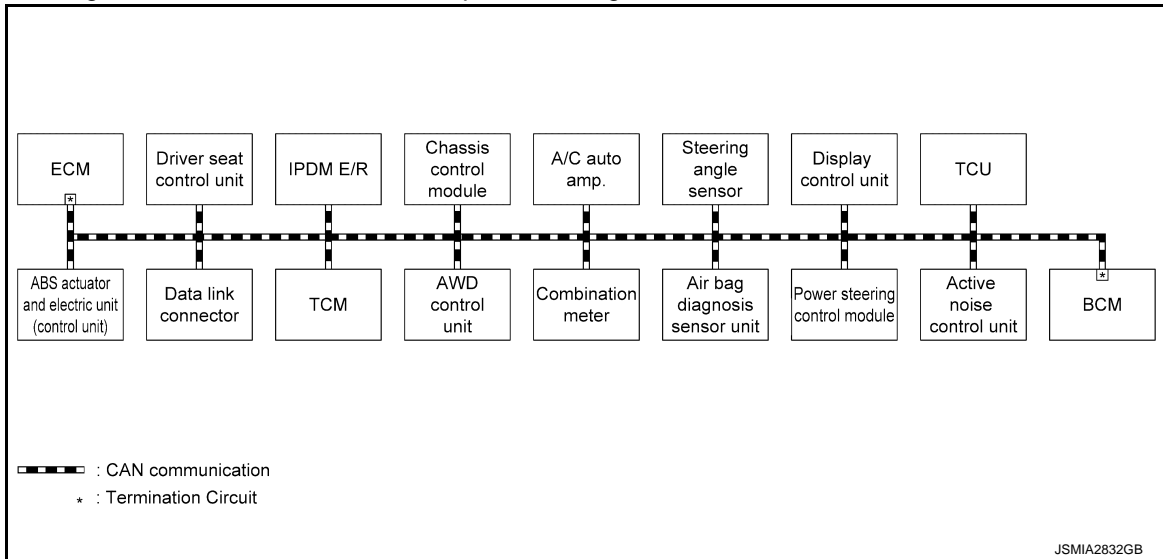 ECM
Driver seat
control unit
IPDM E/R
Chassis
control
module
A/C auto
amp.
Steering
angle
sensor
Display
control unit
TCU
*
ABS actuator
and electric unit
(control unit)
Data link
connector
TCM
AWD
control
unit
Combination
meter
Air bag
diagnosis
sensor unit
Power steering
control module
Active
noise
control unit
*
BCM
: CAN communication
* : Termination Circuit
JSMIA2832GB